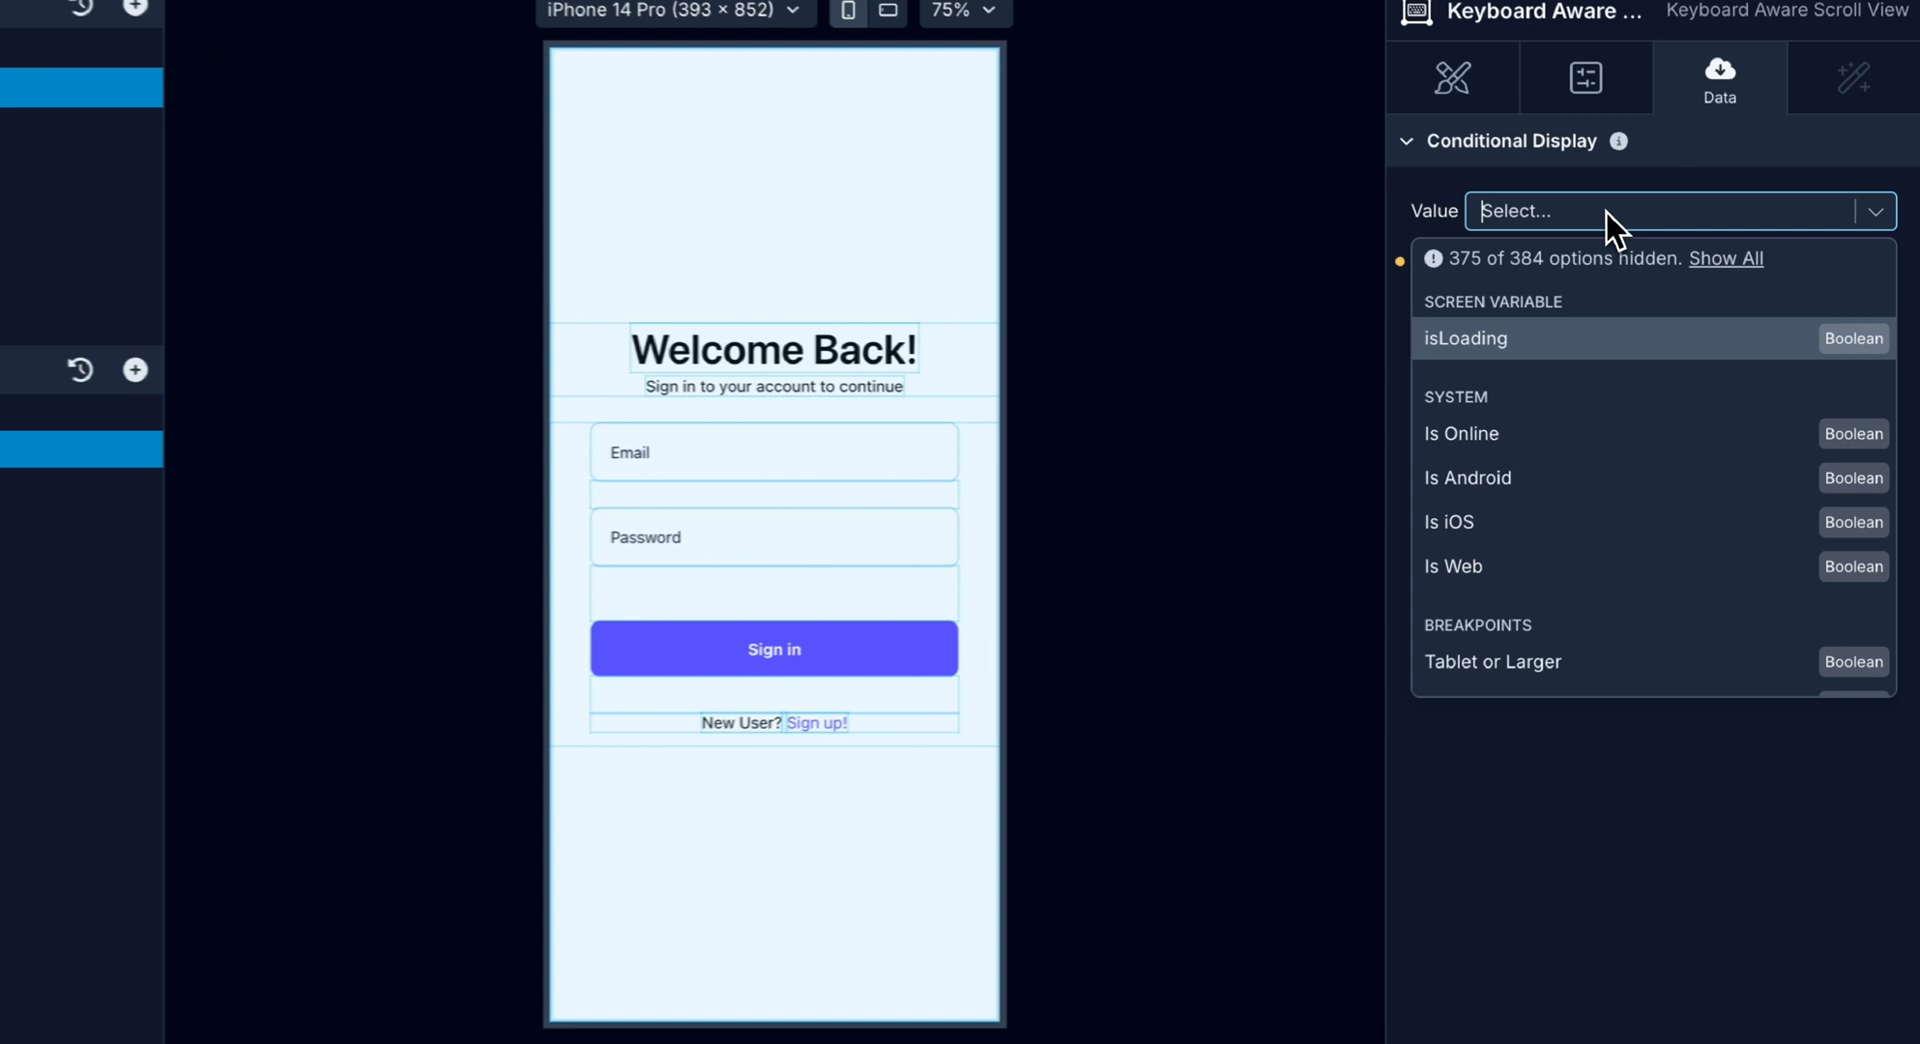 iPhone 14 Pro (393 × 852)
75%
Keyboard Aware ...
Keyboard Aware Scroll View
Data
Conditional Display
Value
Select...
375 of 384 options hidden. Show All
SCREEN VARIABLE
isLoading
Boolean
SYSTEM
Is Online
Boolean
Is Android
Boolean
Is iOS
Boolean
Is Web
Boolean
BREAKPOINTS
Tablet or Larger
Boolean
Welcome Back!
Sign in to your account to continue
Email
Password
Sign in
New User? Sign up!